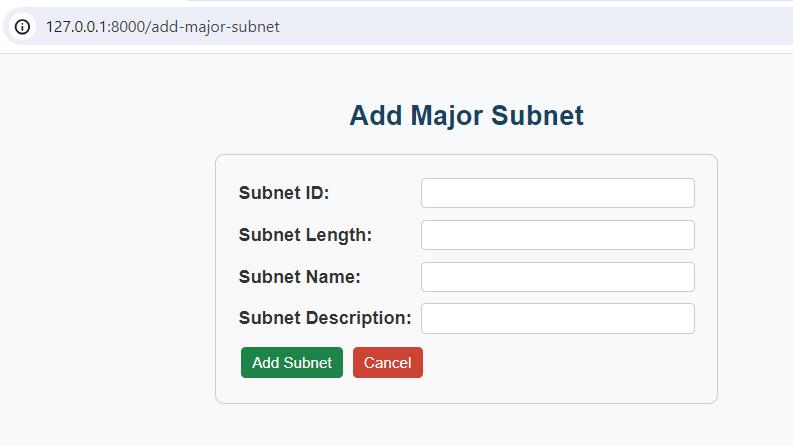 127.0.0.1:8000/add-major-subnet
Add Major Subnet
Subnet ID:
Subnet Length:
Subnet Name:
Subnet Description:
Add Subnet Cancel